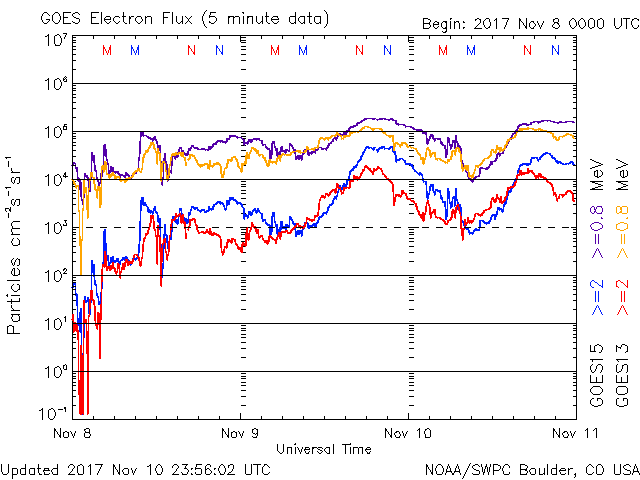 GOES Electron Flux (5 minute data)
Begin: 2017 Nov 8 0000 UTC
M M N N M M N N M M N N
10⁷
10⁶
10⁵
10⁴
10³
10²
10¹
10⁰
10⁻¹
Particles cm⁻²s⁻¹sr⁻¹
Nov 8 Nov 9 Nov 10 Nov 11
Universal Time
GOES15 >=2 >=0.8 MeV
GOES13 >=2 >=0.8 MeV
Updated 2017 Nov 10 23:56:02 UTC
NOAA/SWPC Boulder, CO USA